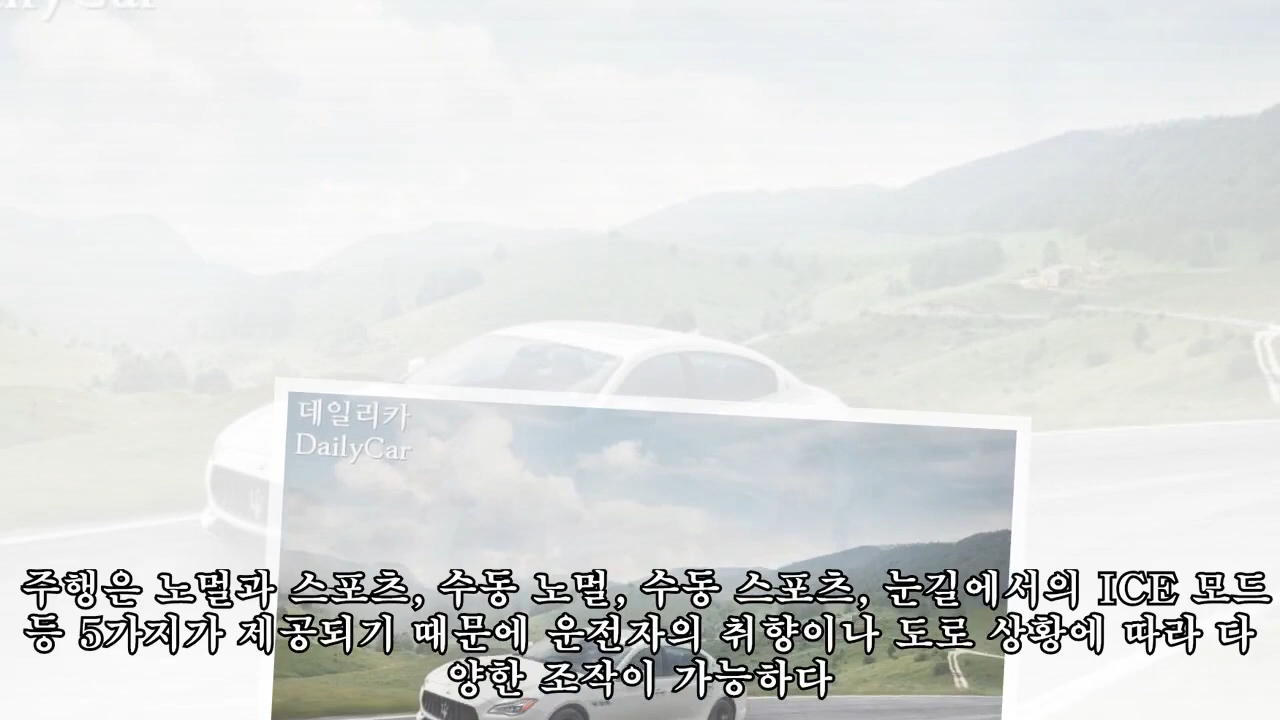 데일리카
DailyCar
주행은 노멀과 스포츠, 수동 노멀, 수동 스포츠, 눈길에서의 ICE 모드
등 5가지가 제공되기 때문에 운전자의 취향이나 도로 상황에 따라 다
양한 조작이 가능하다